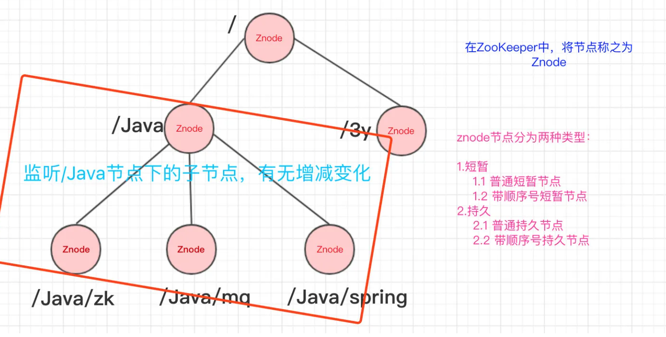 /
Znode
在ZooKeeper中，将节点称之为
Znode
/Java
Znode
/3y
Znode
znode节点分为两种类型：
监听/Java节点下的子节点，有无增减变化
1.短暂
1.1 普通短暂节点
1.2 带顺序号短暂节点
2.持久
2.1 普通持久节点
2.2 带顺序号持久节点
Znode
Znode
Znode
/Java/zk
/Java/mq
/Java/spring